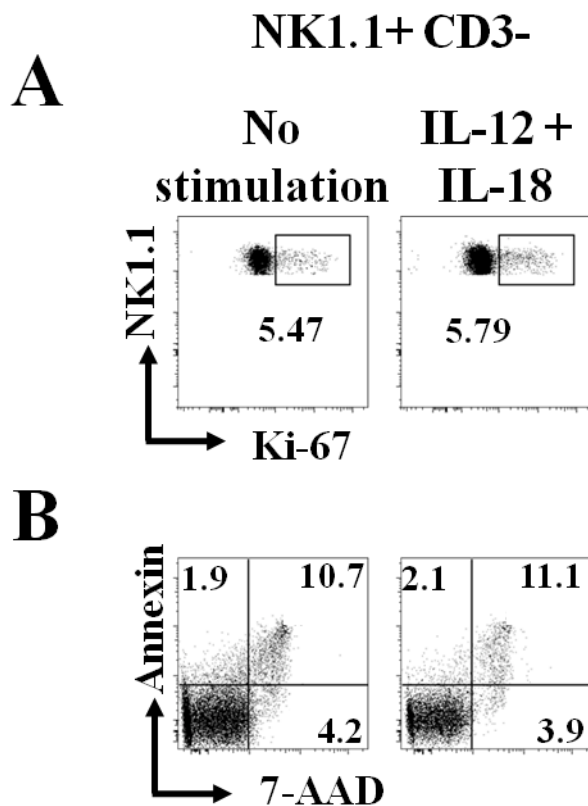 NK1.1+ CD3-
A
No stimulation
IL-12 + IL-18
NK1.1
5.47
5.79
Ki-67
B
Annexin
1.9
10.7
4.2
2.1
11.1
3.9
7-AAD